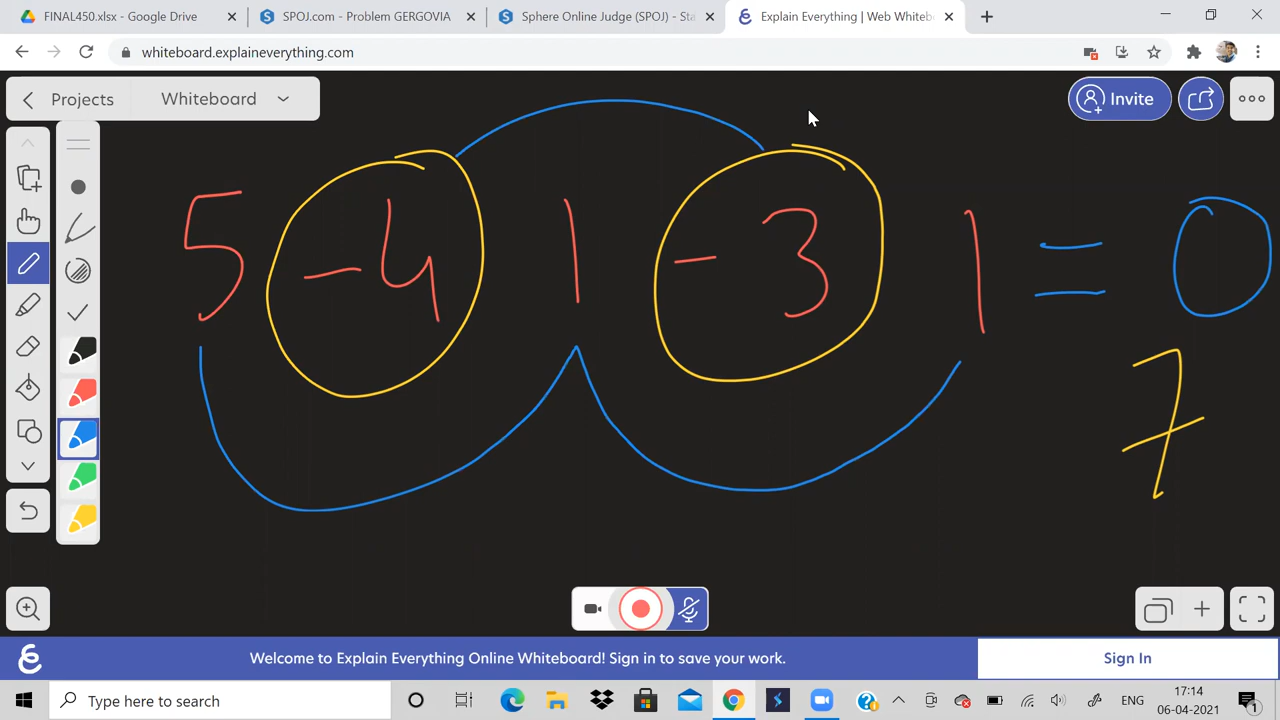 FINAL450.xlsx - Google Drive
SPOJ.com - Problem GERGOVIA
Sphere Online Judge (SPOJ) - Sta
Explain Everything | Web Whiteb
whiteboard.explaineverything.com
Projects
Whiteboard
Invite
5 -4 1 - 3 1 = 0
7
Welcome to Explain Everything Online Whiteboard! Sign in to save your work.
Sign In
Type here to search
ENG
17:14
06-04-2021